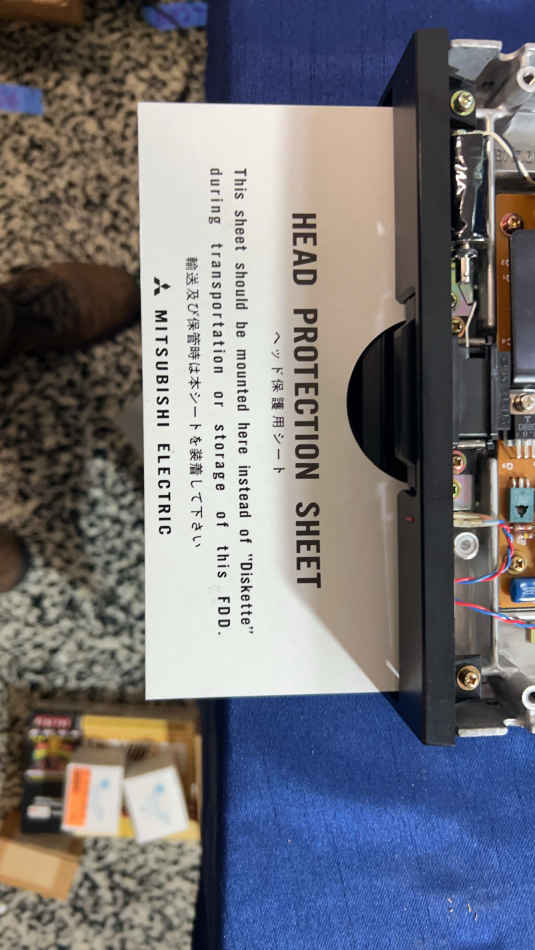 HEAD PROTECTION SHEET
ヘッド保護用シート
This sheet should be mounted here instead of "Diskette"
during transportation or storage of this FDD.
輸送及び保管時は本シートを装着して下さい
MITSUBISHI ELECTRIC